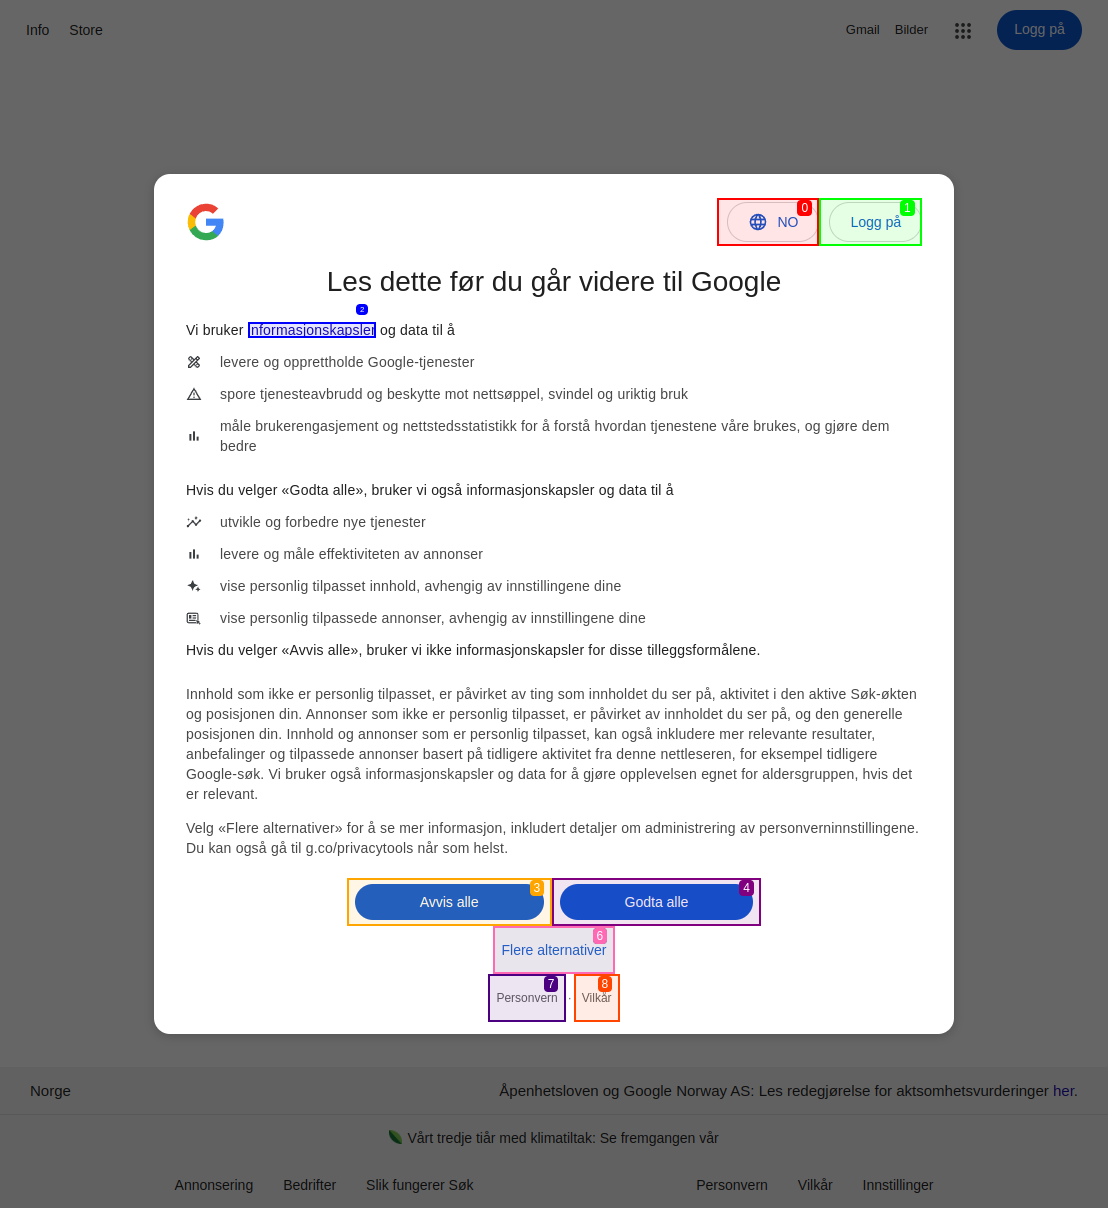 Info Store Gmail Bilder Logg på
0 1
NO Logg på
Les dette før du går videre til Google
2
Vi bruker informasjonskapsler og data til å
levere og opprettholde Google-tjenester
spore tjenesteavbrudd og beskytte mot nettsøppel, svindel og uriktig bruk
måle brukerengasjement og nettstedsstatistikk for å forstå hvordan tjenestene våre brukes, og gjøre dem
bedre
Hvis du velger «Godta alle», bruker vi også informasjonskapsler og data til å
utvikle og forbedre nye tjenester
levere og måle effektiviteten av annonser
vise personlig tilpasset innhold, avhengig av innstillingene dine
vise personlig tilpassede annonser, avhengig av innstillingene dine
Hvis du velger «Avvis alle», bruker vi ikke informasjonskapsler for disse tilleggsformålene.
Innhold som ikke er personlig tilpasset, er påvirket av ting som innholdet du ser på, aktivitet i den aktive Søk-økten
og posisjonen din. Annonser som ikke er personlig tilpasset, er påvirket av innholdet du ser på, og den generelle
posisjonen din. Innhold og annonser som er personlig tilpasset, kan også inkludere mer relevante resultater,
anbefalinger og tilpassede annonser basert på tidligere aktivitet fra denne nettleseren, for eksempel tidligere
Google-søk. Vi bruker også informasjonskapsler og data for å gjøre opplevelsen egnet for aldersgruppen, hvis det
er relevant.
Velg «Flere alternativer» for å se mer informasjon, inkludert detaljer om administrering av personverninnstillingene.
Du kan også gå til g.co/privacytools når som helst.
3 4
Avvis alle Godta alle
6
Flere alternativer
7 8
Personvern · Vilkår
Norge Åpenhetsloven og Google Norway AS: Les redegjørelse for aktsomhetsvurderinger her.
Vårt tredje tiår med klimatiltak: Se fremgangen vår
Annonsering Bedrifter Slik fungerer Søk Personvern Vilkår Innstillinger